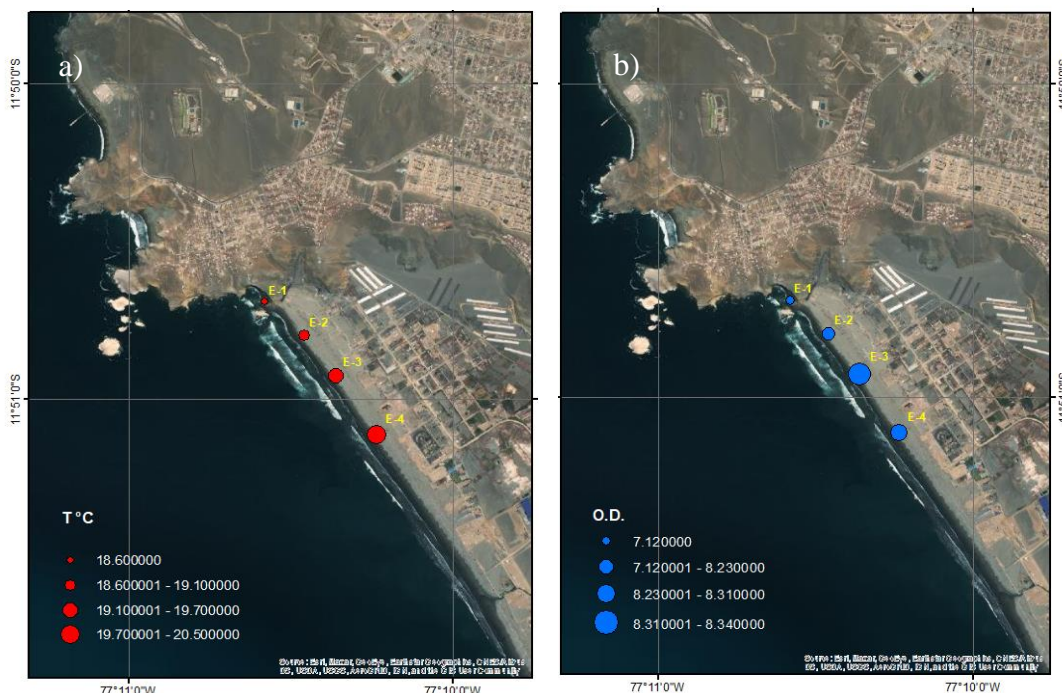 a)
11°50'0"S
11°51'0"S
E-1
E-2
E-3
E-4
T °C
18.600000
18.600001 - 19.100000
19.100001 - 19.700000
19.700001 - 20.500000
77°11'0"W
77°10'0"W
b)
E-1
E-2
E-3
E-4
O.D.
7.120000
7.120001 - 8.230000
8.230001 - 8.310000
8.310001 - 8.340000
77°11'0"W
77°10'0"W